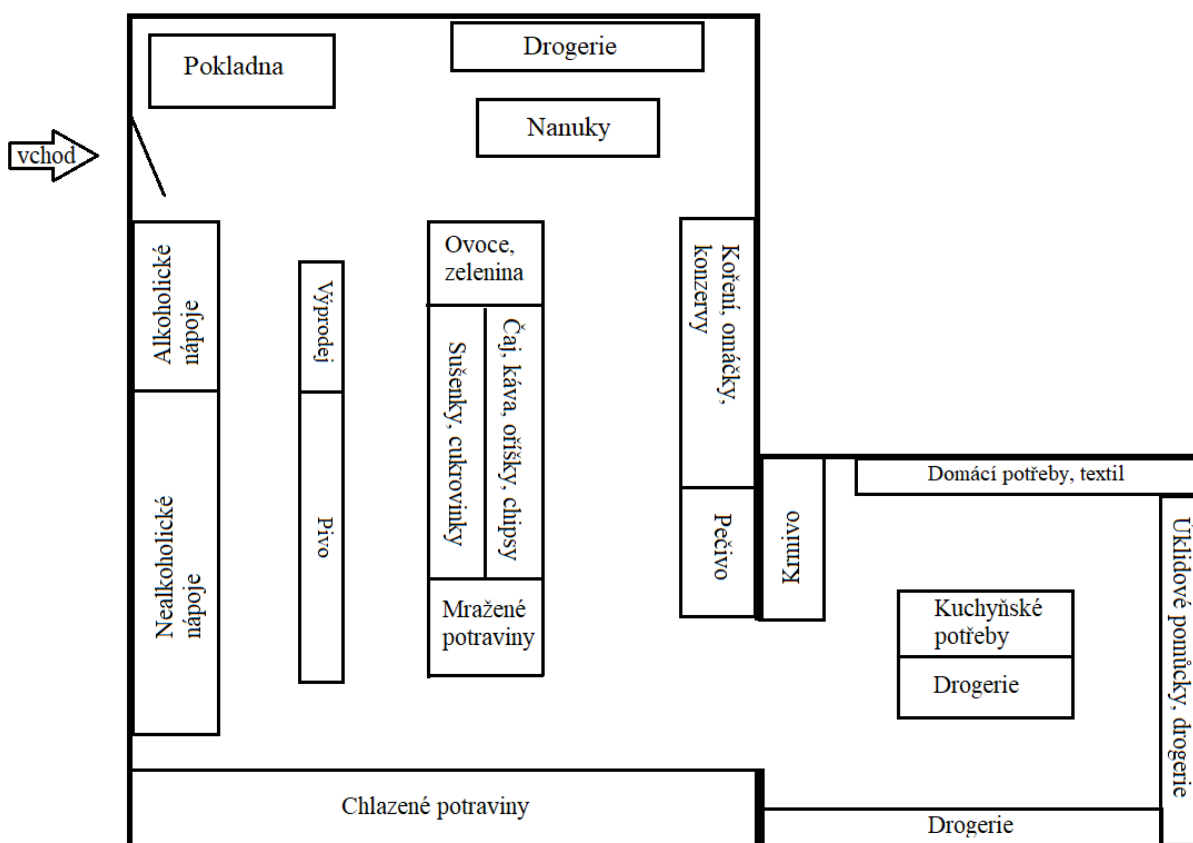 Pokladna
Drogerie
Nanuky
vchod
Alkoholické
nápoje
Výprodej
Ovoce,
zelenina
Koření, omáčky,
konzervy
Sušenky, cukrovinky
Čaj, káva, oříšky, chipsy
Nealkoholické
nápoje
Pivo
Pečivo
Krmivo
Domácí potřeby, textil
Úklidové pomůcky, drogerie
Mražené
potraviny
Kuchyňské
potřeby
Drogerie
Chlazené potraviny
Drogerie